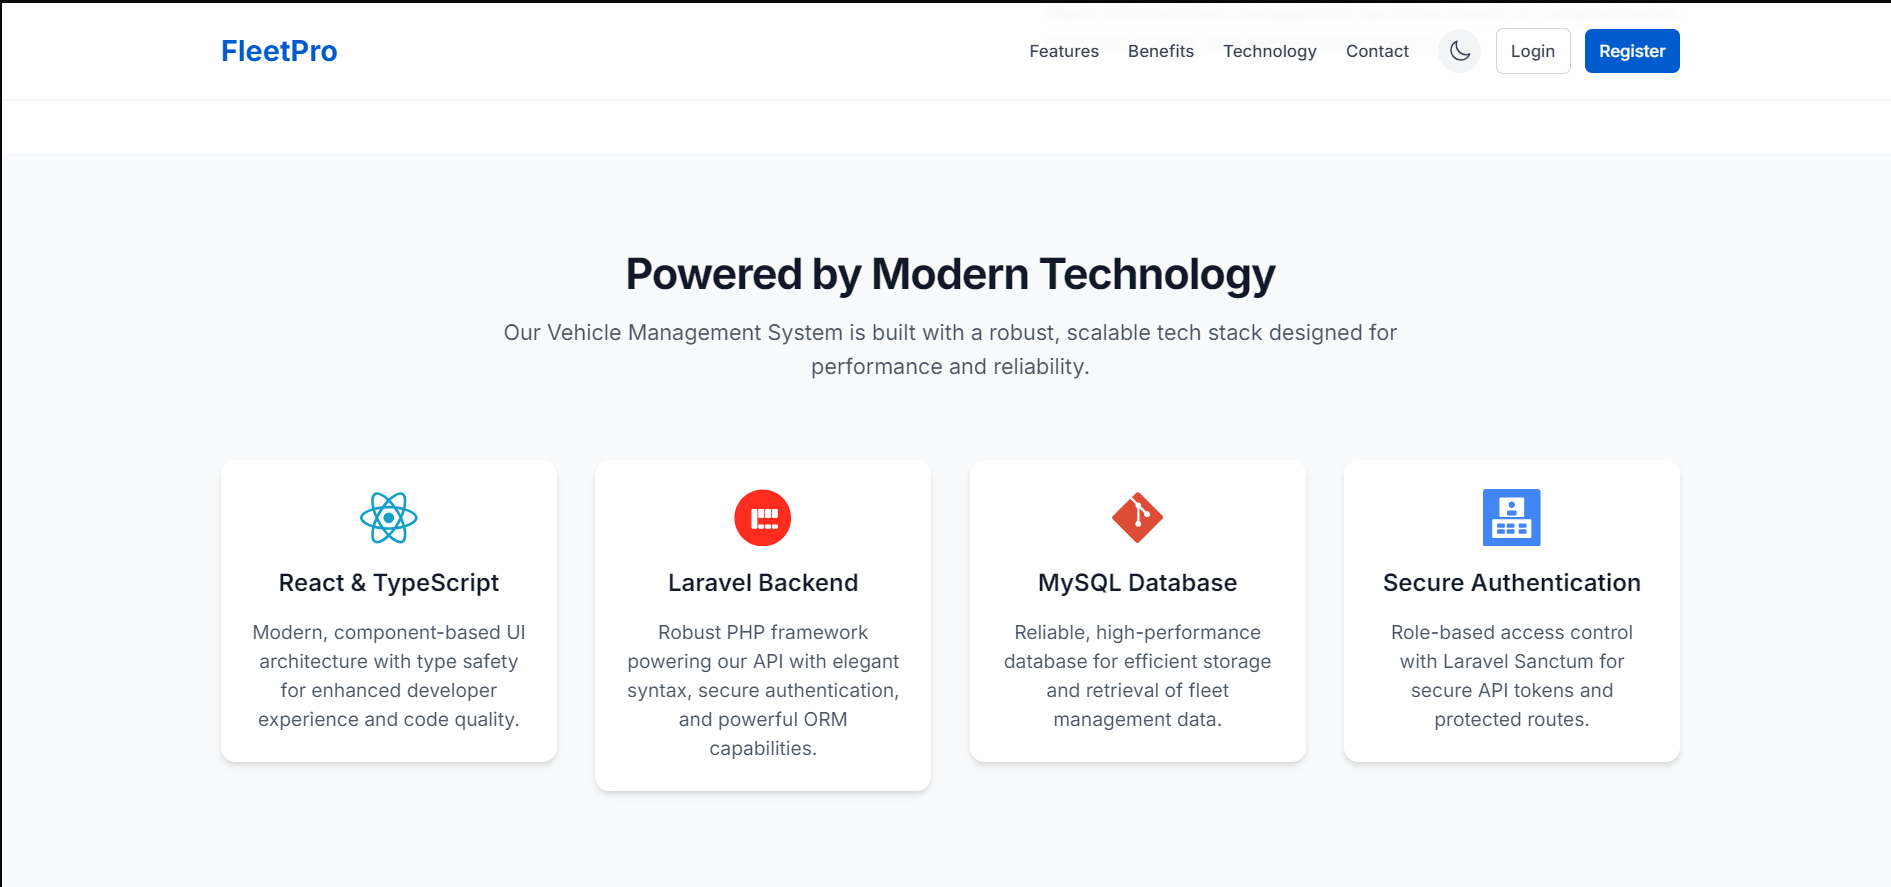 FleetPro
Features
Benefits
Technology
Contact
Login
Register
Powered by Modern Technology
Our Vehicle Management System is built with a robust, scalable tech stack designed for
performance and reliability.
React & TypeScript
Modern, component-based UI
architecture with type safety
for enhanced developer
experience and code quality.
Laravel Backend
Robust PHP framework
powering our API with elegant
syntax, secure authentication,
and powerful ORM
capabilities.
MySQL Database
Reliable, high-performance
database for efficient storage
and retrieval of fleet
management data.
Secure Authentication
Role-based access control
with Laravel Sanctum for
secure API tokens and
protected routes.